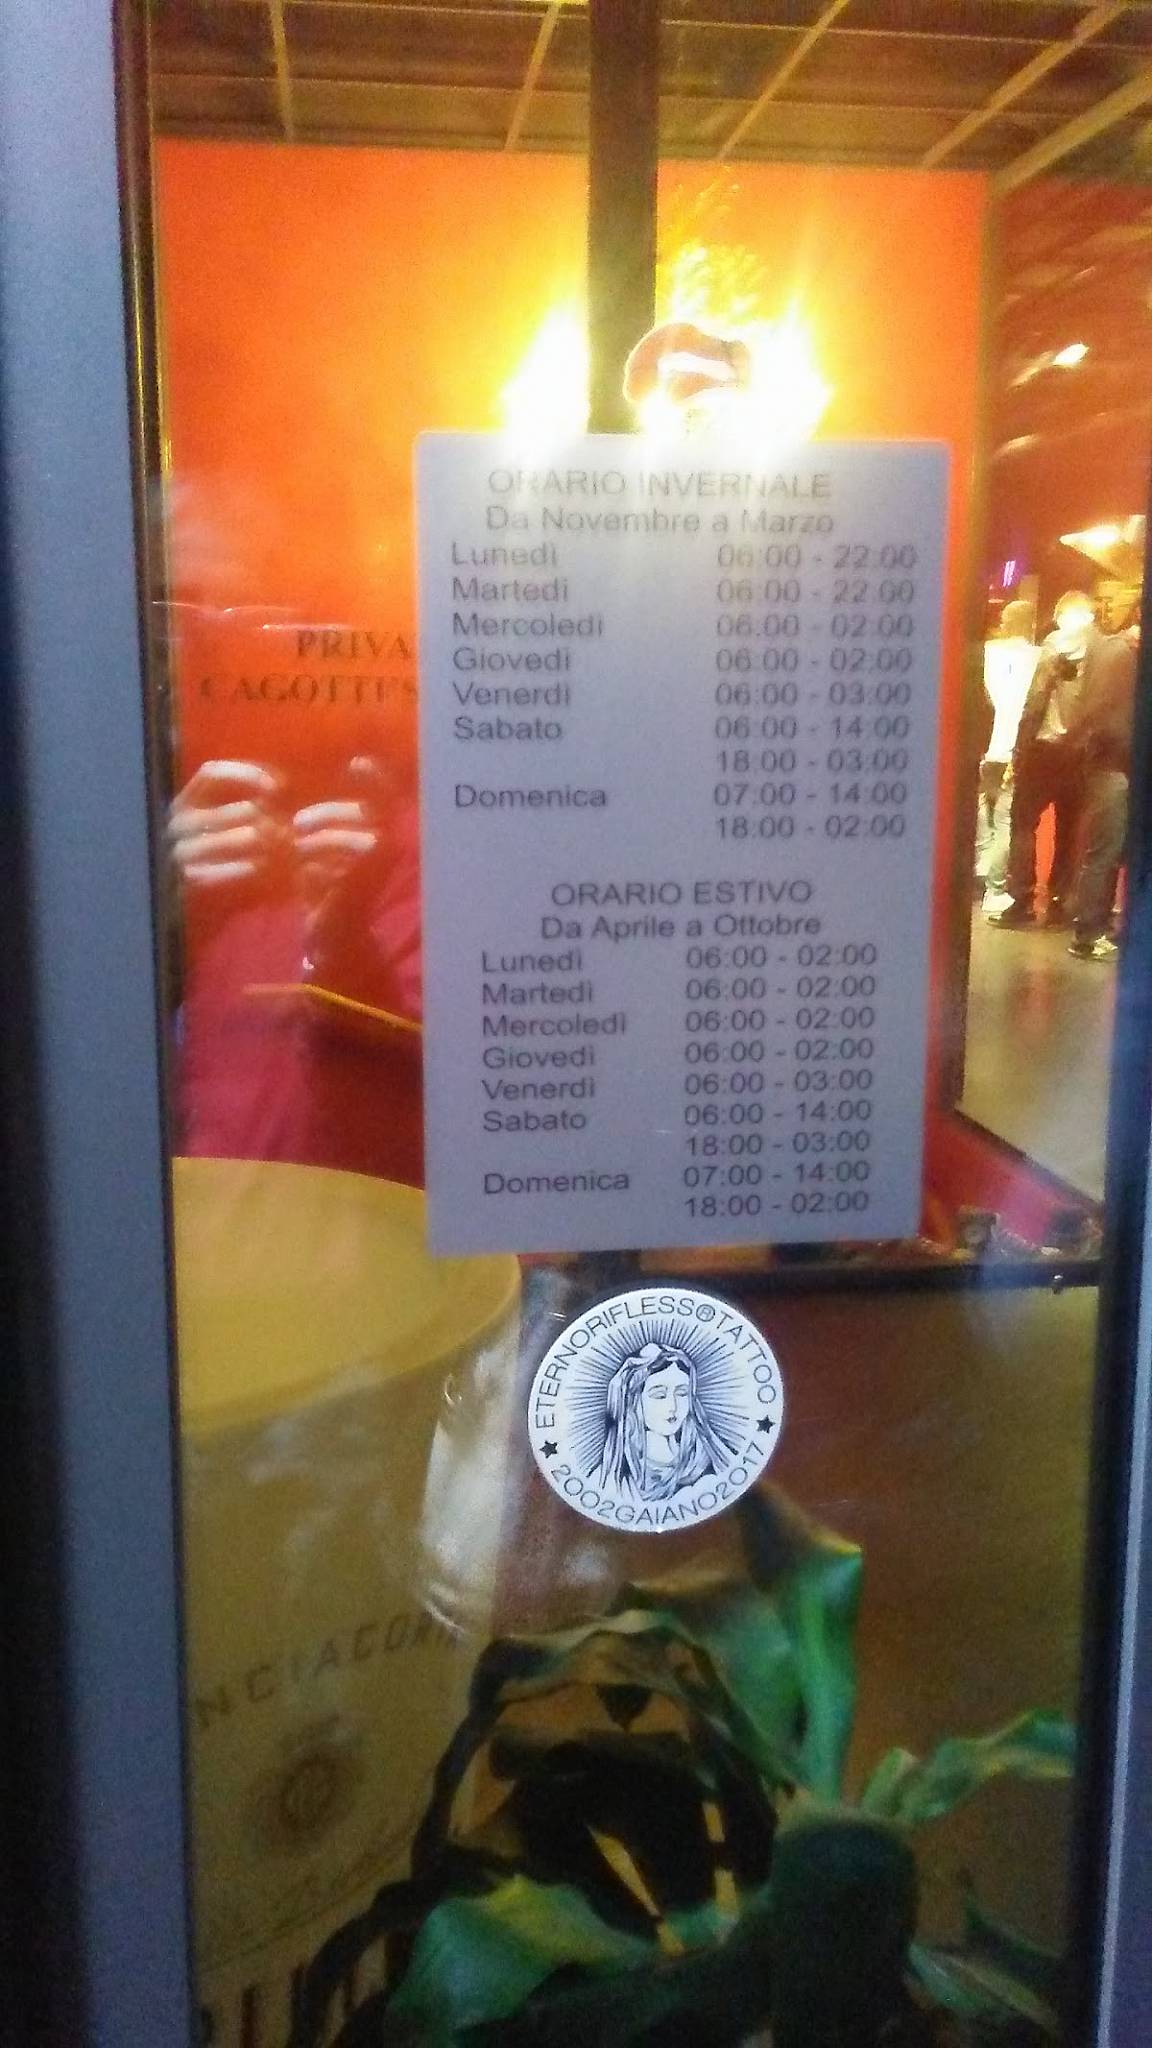 ORARIO INVERNALE
Da Novembre a Marzo
Lunedì 06:00 - 22:00
Martedì 06:00 - 22:00
Mercoledì 06:00 - 02:00
Giovedì 06:00 - 02:00
Venerdì 06:00 - 03:00
Sabato 06:00 - 14:00
18:00 - 03:00
Domenica 07:00 - 14:00
18:00 - 02:00
ORARIO ESTIVO
Da Aprile a Ottobre
Lunedì 06:00 - 02:00
Martedì 06:00 - 02:00
Mercoledì 06:00 - 02:00
Giovedì 06:00 - 02:00
Venerdì 06:00 - 03:00
Sabato 06:00 - 14:00
18:00 - 03:00
Domenica 07:00 - 14:00
18:00 - 02:00
PRIVA
CAGOTTI'S
ETERNORIFLESS®TATTOO
★ 2002GAIANO2017 ★